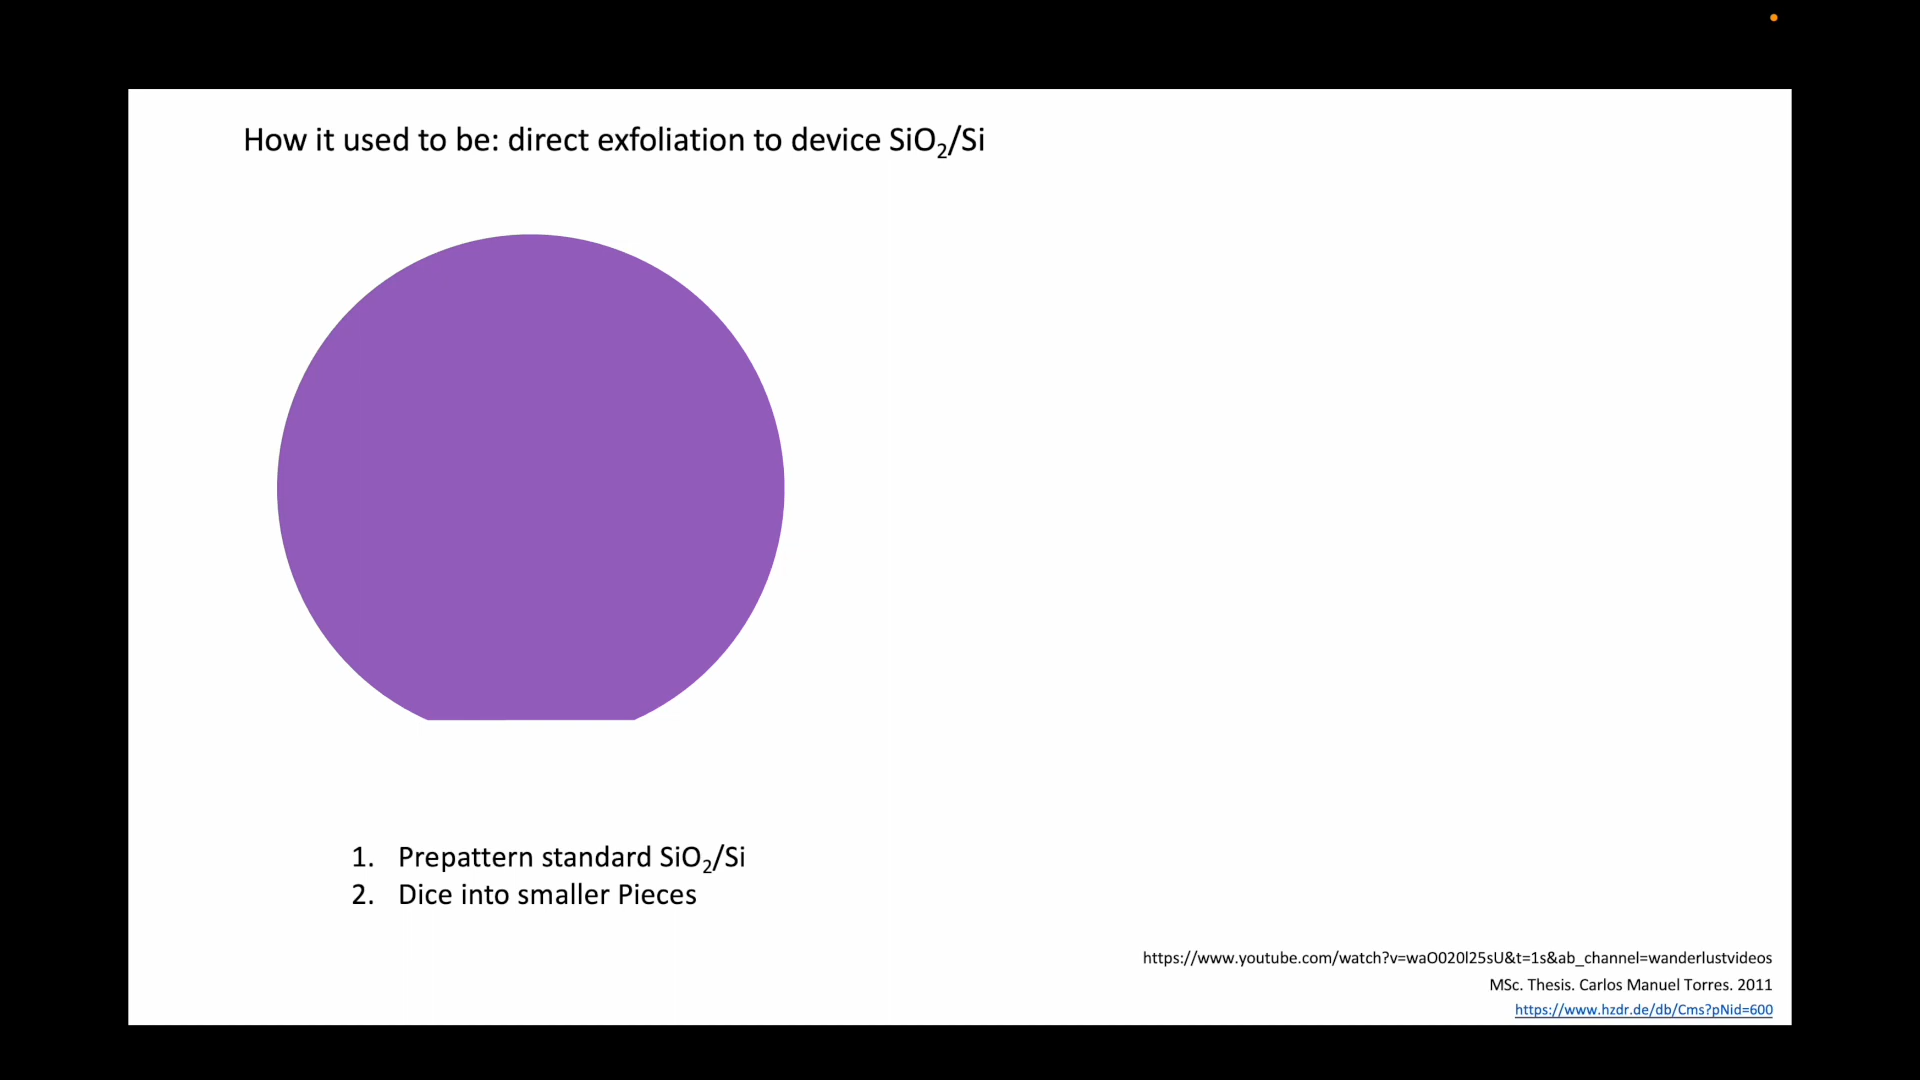 How it used to be: direct exfoliation to device SiO₂/Si
1. Prepattern standard SiO₂/Si
2. Dice into smaller Pieces
https://www.youtube.com/watch?v=waO020l25sU&t=1s&ab_channel=wanderlustvideos
MSc. Thesis. Carlos Manuel Torres. 2011
https://www.hzdr.de/db/Cms?pNid=600